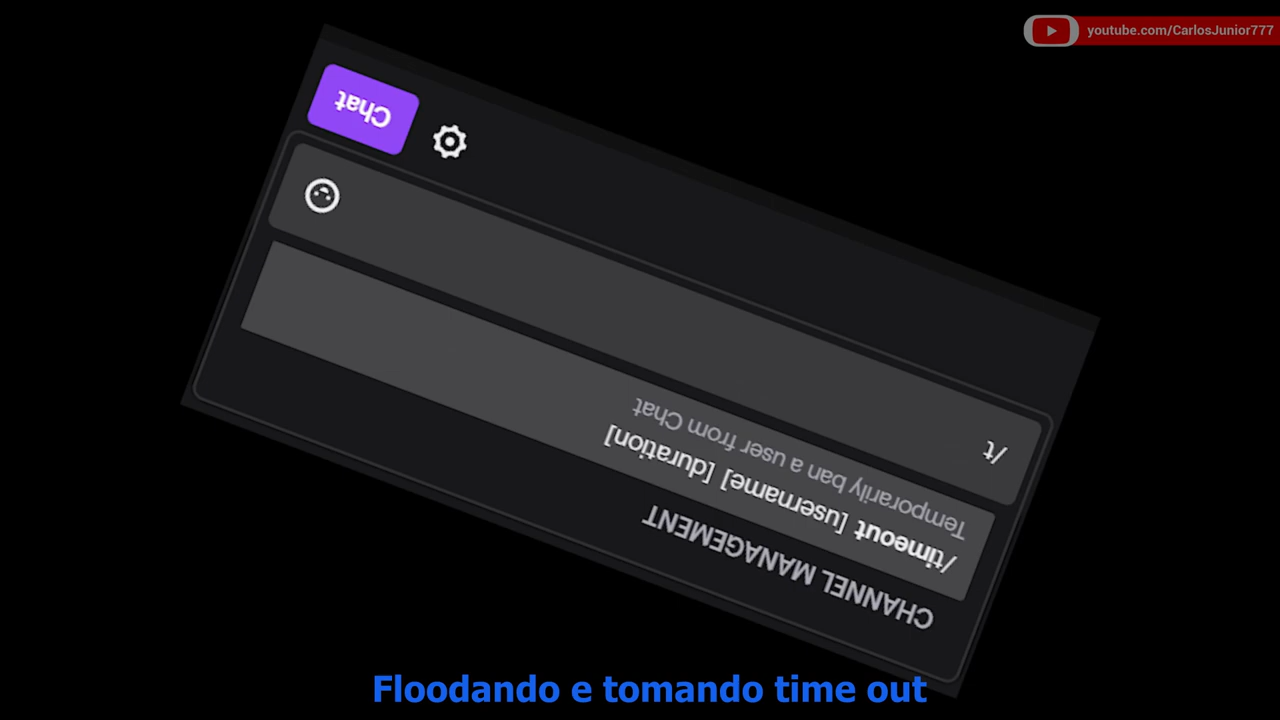 youtube.com/CarlosJunior777
CHANNEL MANAGEMENT
/timeout [username] [duration]
Temporarily ban a user from Chat
/t
Chat
Floodando e tomando time out